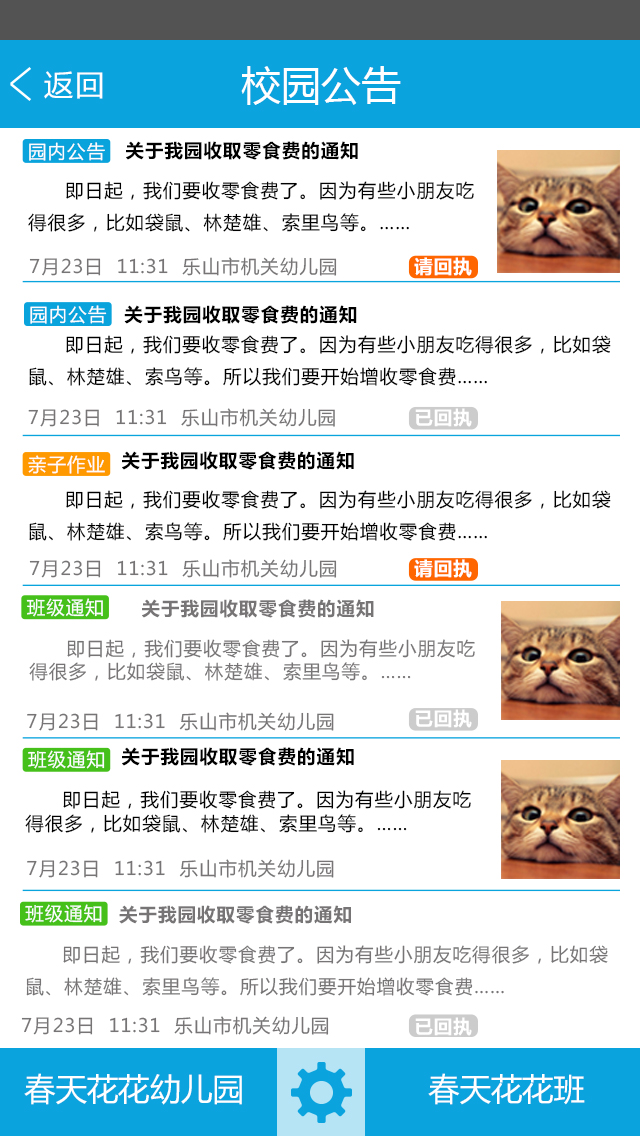 返回 校园公告
园内公告 关于我园收取零食费的通知
即日起，我们要收零食费了。因为有些小朋友吃
得很多，比如袋鼠、林楚雄、索里鸟等。……
7月23日 11:31 乐山市机关幼儿园 请回执
园内公告 关于我园收取零食费的通知
即日起，我们要收零食费了。因为有些小朋友吃得很多，比如袋
鼠、林楚雄、索鸟等。所以我们要开始增收零食费……
7月23日 11:31 乐山市机关幼儿园 已回执
亲子作业 关于我园收取零食费的通知
即日起，我们要收零食费了。因为有些小朋友吃得很多，比如袋
鼠、林楚雄、索鸟等。所以我们要开始增收零食费……
7月23日 11:31 乐山市机关幼儿园 请回执
班级通知 关于我园收取零食费的通知
即日起，我们要收零食费了。因为有些小朋友吃
得很多，比如袋鼠、林楚雄、索里鸟等。……
7月23日 11:31 乐山市机关幼儿园 已回执
班级通知 关于我园收取零食费的通知
即日起，我们要收零食费了。因为有些小朋友吃
得很多，比如袋鼠、林楚雄、索里鸟等。……
7月23日 11:31 乐山市机关幼儿园
班级通知 关于我园收取零食费的通知
即日起，我们要收零食费了。因为有些小朋友吃得很多，比如袋
鼠、林楚雄、索里鸟等。所以我们要开始增收零食费……
7月23日 11:31 乐山市机关幼儿园 已回执
春天花花幼儿园 春天花花班